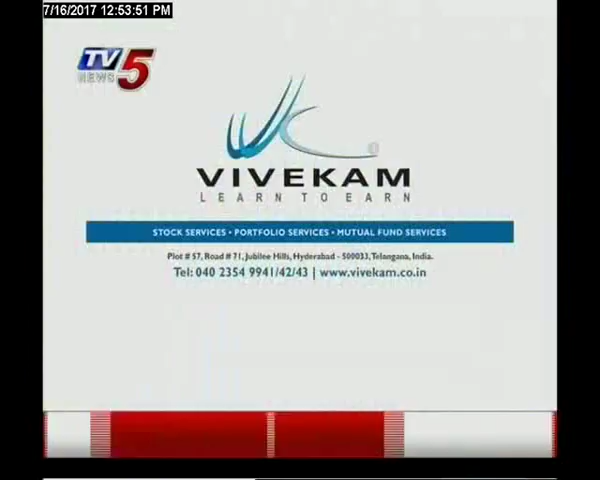 7/16/2017 12:53:51 PM
TV5
NEWS
VIVEKAM
LEARN TO EARN
STOCK SERVICES • PORTFOLIO SERVICES • MUTUAL FUND SERVICES
Plot # 57, Road # 71, Jubilee Hills, Hyderabad - 500033, Telangana, India.
Tel: 040 2354 9941/42/43 | www.vivekam.co.in